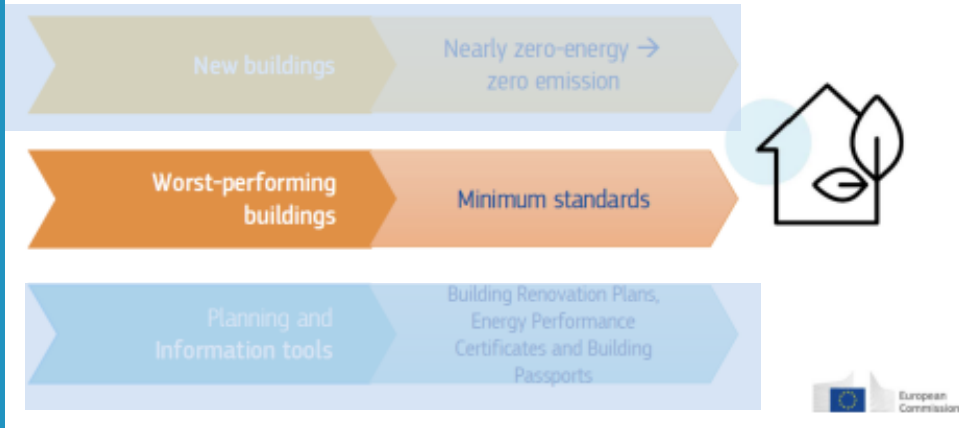 New buildings
Nearly zero-energy →
zero emission
Worst-performing
buildings
Minimum standards
Planning and
Information tools
Building Renovation Plans,
Energy Performance
Certificates and Building
Passports
European
Commission